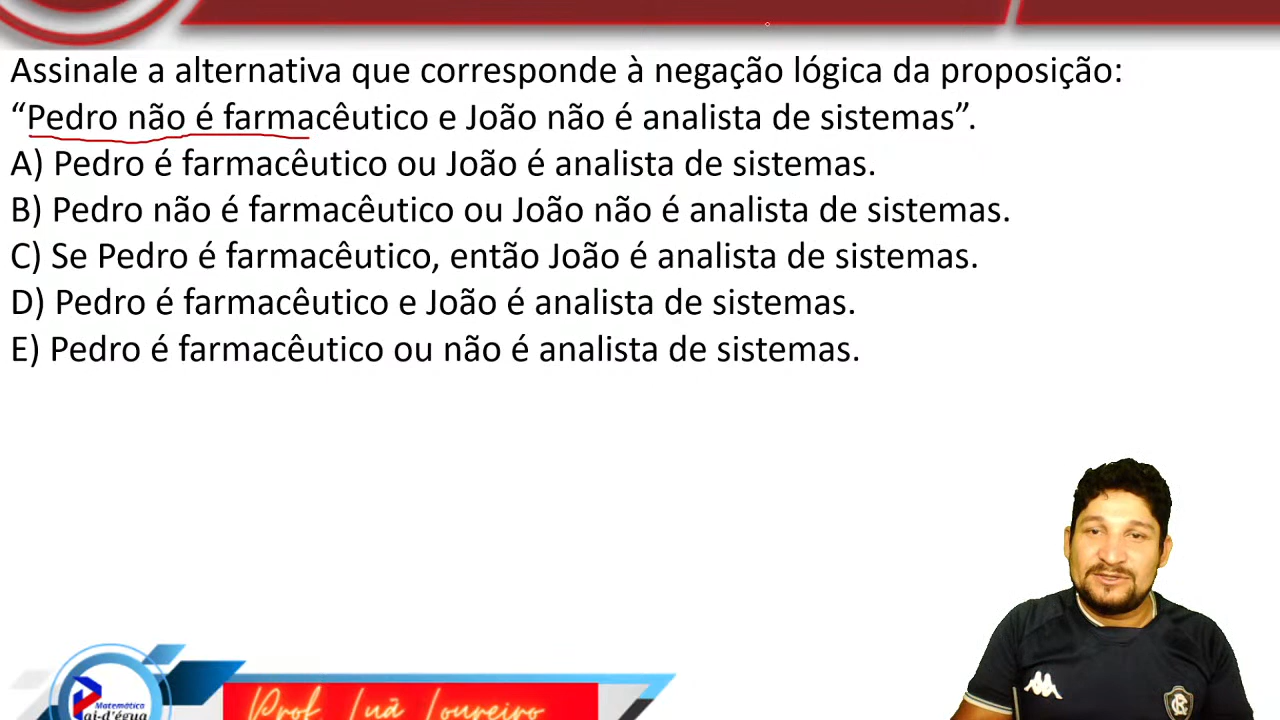 Assinale a alternativa que corresponde à negação lógica da proposição:
“Pedro não é farmacêutico e João não é analista de sistemas”.
A) Pedro é farmacêutico ou João é analista de sistemas.
B) Pedro não é farmacêutico ou João não é analista de sistemas.
C) Se Pedro é farmacêutico, então João é analista de sistemas.
D) Pedro é farmacêutico e João é analista de sistemas.
E) Pedro é farmacêutico ou não é analista de sistemas.
Matemática
Pai-d'égua
Prof Luã Loureiro